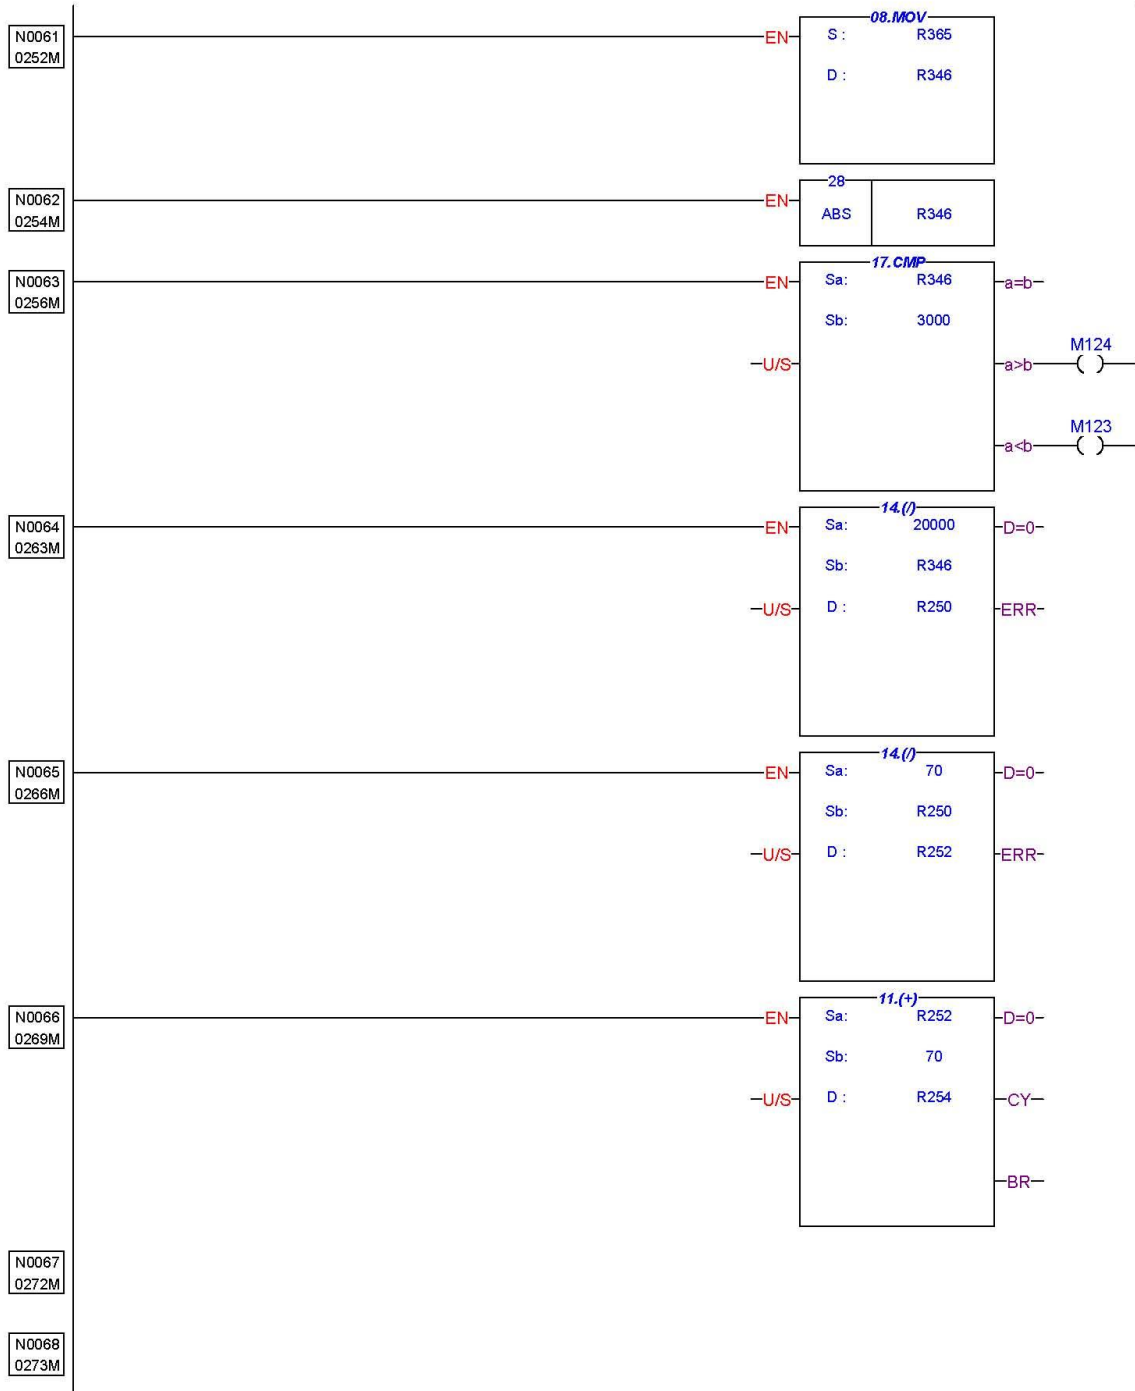 08.MOV
N0061
0252M
EN
S : R365
D : R346
28
N0062
0254M
EN
ABS R346
17.CMP
N0063
0256M
EN
Sa: R346
a=b
Sb: 3000
U/S
a>b
M124
( )
a<b
M123
( )
14.(/)
N0064
0263M
EN
Sa: 20000
D=0
Sb: R346
U/S
D : R250
ERR
14.(/)
N0065
0266M
EN
Sa: 70
D=0
Sb: R250
U/S
D : R252
ERR
11.(+)
N0066
0269M
EN
Sa: R252
D=0
Sb: 70
U/S
D : R254
CY
BR
N0067
0272M
N0068
0273M